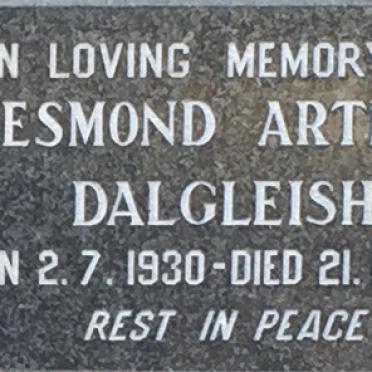 N LOVING MEMORY
ESMOND ART
DALGLEISH
N 2.7.1930-DIED 21.
REST IN PEACE